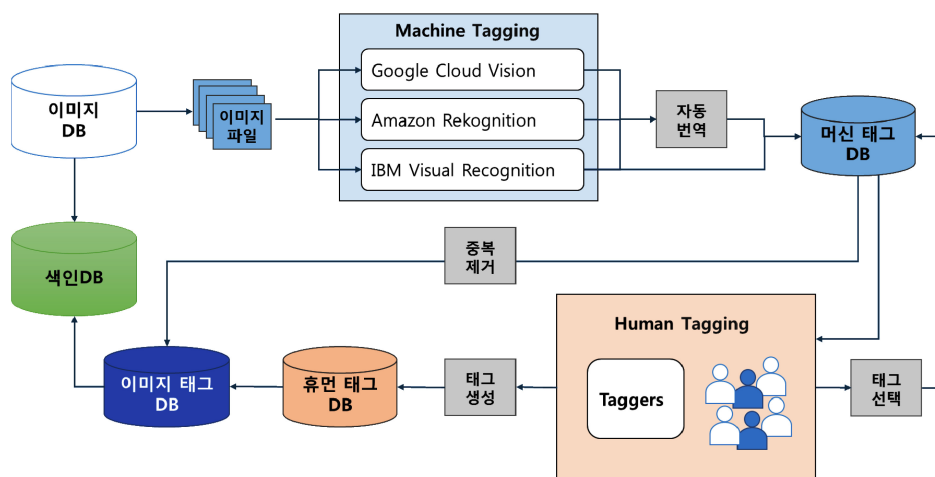 Machine Tagging
이미지
DB
이미지
파일
Google Cloud Vision
Amazon Rekognition
IBM Visual Recognition
자동
번역
머신 태그
DB
색인DB
중복
제거
Human Tagging
이미지 태그
DB
휴먼 태그
DB
태그
생성
Taggers
태그
선택